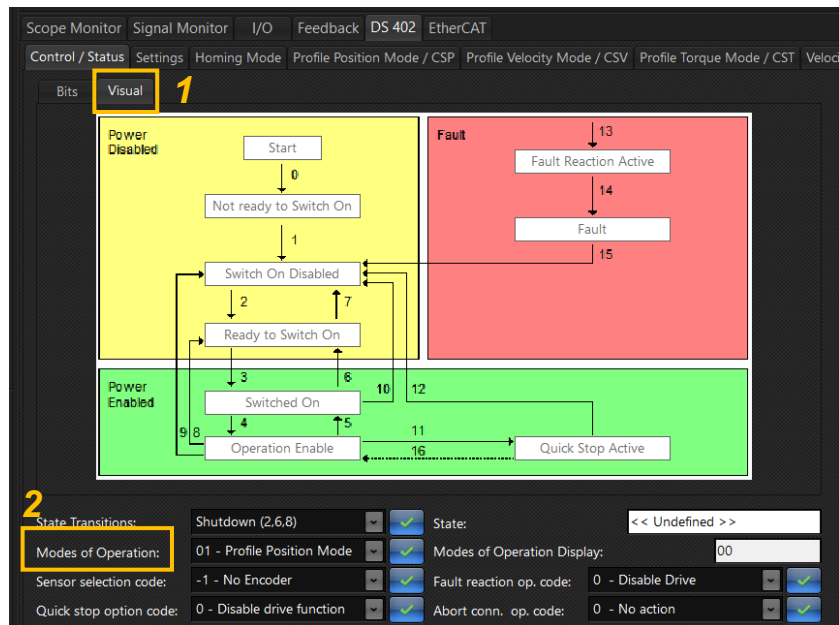 Scope Monitor Signal Monitor I/O Feedback DS 402 EtherCAT
Control / Status Settings Homing Mode Profile Position Mode / CSP Profile Velocity Mode / CSV Profile Torque Mode / CST Veloci
Bits Visual 1
Power Disabled
Start
0
Not ready to Switch On
1
Switch On Disabled
2 7
Ready to Switch On
Fault
13
Fault Reaction Active
14
Fault
15
Power Enabled
3 6
10 12
Switched On
4 5
9 8
Operation Enable
11
16
Quick Stop Active
2
State Transitions: Shutdown (2,6,8) State: << Undefined >>
Modes of Operation: 01 - Profile Position Mode Modes of Operation Display: 00
Sensor selection code: -1 - No Encoder Fault reaction op. code: 0 - Disable Drive
Quick stop option code: 0 - Disable drive function Abort conn. op. code: 0 - No action